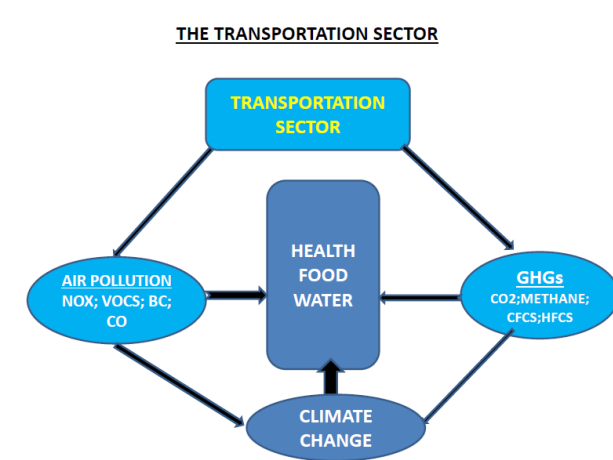 THE TRANSPORTATION SECTOR
TRANSPORTATION
SECTOR
HEALTH
FOOD
WATER
AIR POLLUTION
NOX; VOCS; BC;
CO
GHGs
CO2;METHANE;
CFCS;HFCS
CLIMATE
CHANGE